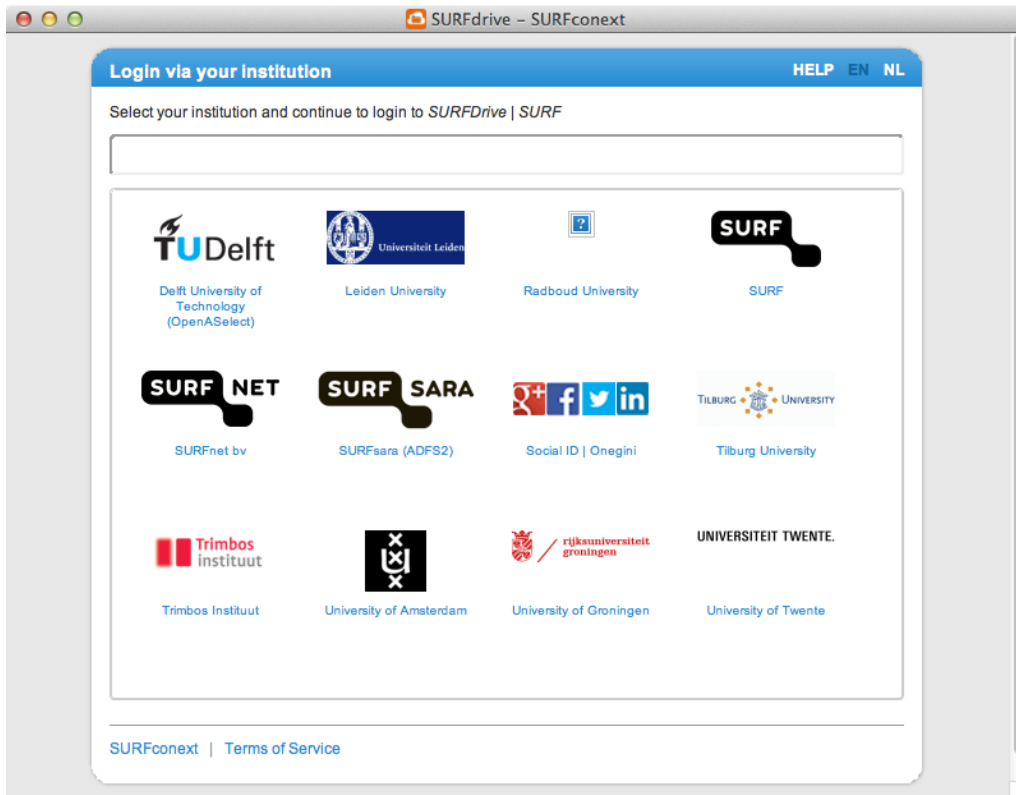 SURFdrive – SURFconext
Login via your institution
HELP EN NL
Select your institution and continue to login to SURFDrive | SURF
TUDelft
Universiteit Leiden
?
SURF
Delft University of
Technology
(OpenASelect)
Leiden University
Radboud University
SURF
SURF NET
SURF SARA
g+ f in
TILBURG UNIVERSITY
SURFnet bv
SURFsara (ADFS2)
Social ID | Onegini
Tilburg University
Trimbos
instituut
X
U
X
X
rijksuniversiteit
groningen
UNIVERSITEIT TWENTE.
Trimbos Instituut
University of Amsterdam
University of Groningen
University of Twente
SURFconext | Terms of Service